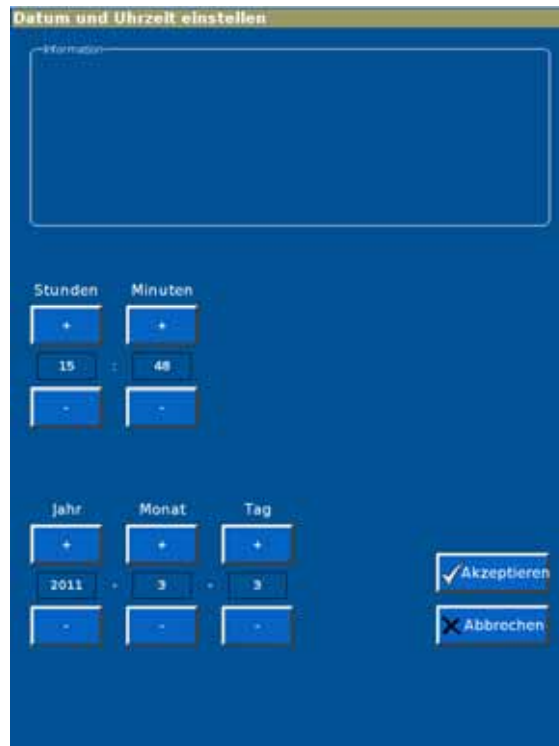 Datum und Uhrzeit einstellen
Information
Stunden Minuten
+ +
15 : 48
- -
Jahr Monat Tag
+ + +
2011 - 3 - 3
- - -
Akzeptieren
Abbrechen